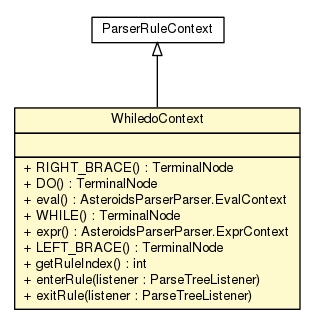 ParserRuleContext
WhiledoContext
+ RIGHT_BRACE() : TerminalNode
+ DO() : TerminalNode
+ eval() : AsteroidsParserParser.EvalContext
+ WHILE() : TerminalNode
+ expr() : AsteroidsParserParser.ExprContext
+ LEFT_BRACE() : TerminalNode
+ getRuleIndex() : int
+ enterRule(listener : ParseTreeListener)
+ exitRule(listener : ParseTreeListener)